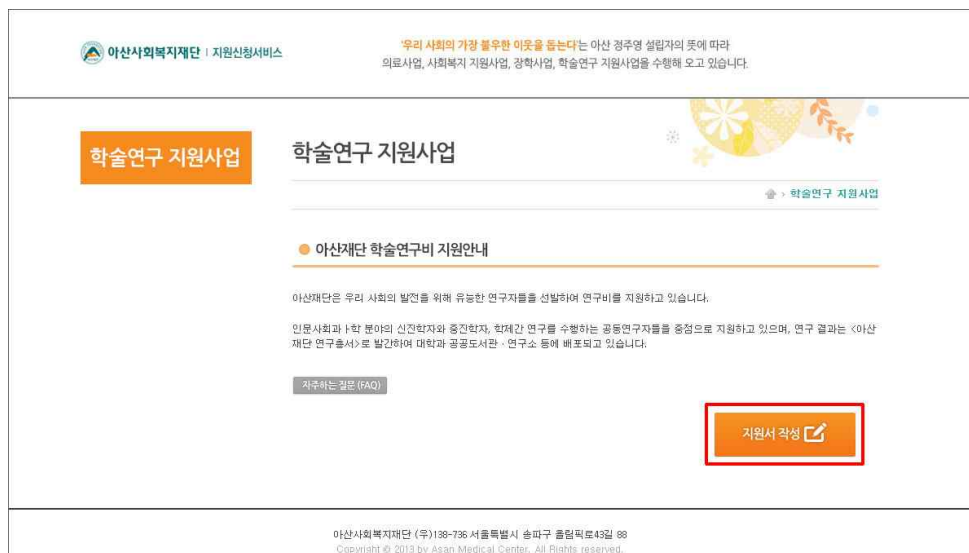 아산사회복지재단 | 지원신청서비스
'우리 사회의 가장 불우한 이웃을 돕는다'는 아산 정주영 설립자의 뜻에 따라
의료사업, 사회복지 지원사업, 장학사업, 학술연구 지원사업을 수행해 오고 있습니다.
학술연구 지원사업
학술연구 지원사업
> 학술연구 지원사업
아산재단 학술연구비 지원안내
아산재단은 우리 사회의 발전을 위해 유능한 연구자들을 선발하여 연구비를 지원하고 있습니다.
인문사회과ㅏ학 분야의 신진학자와 중진학자, 학제간 연구를 수행하는 공동연구자들을 중점으로 지원하고 있으며, 연구 결과는 <아산
재단 연구총서>로 발간하여 대학과 공공도서관 · 연구소 등에 배포되고 있습니다.
자주하는 질문 (FAQ)
지원서 작성
아산사회복지재단 (우)138-736 서울특별시 송파구 올림픽로43길 88
Copyright © 2013 by Asan Medical Center. All Rights reserved.